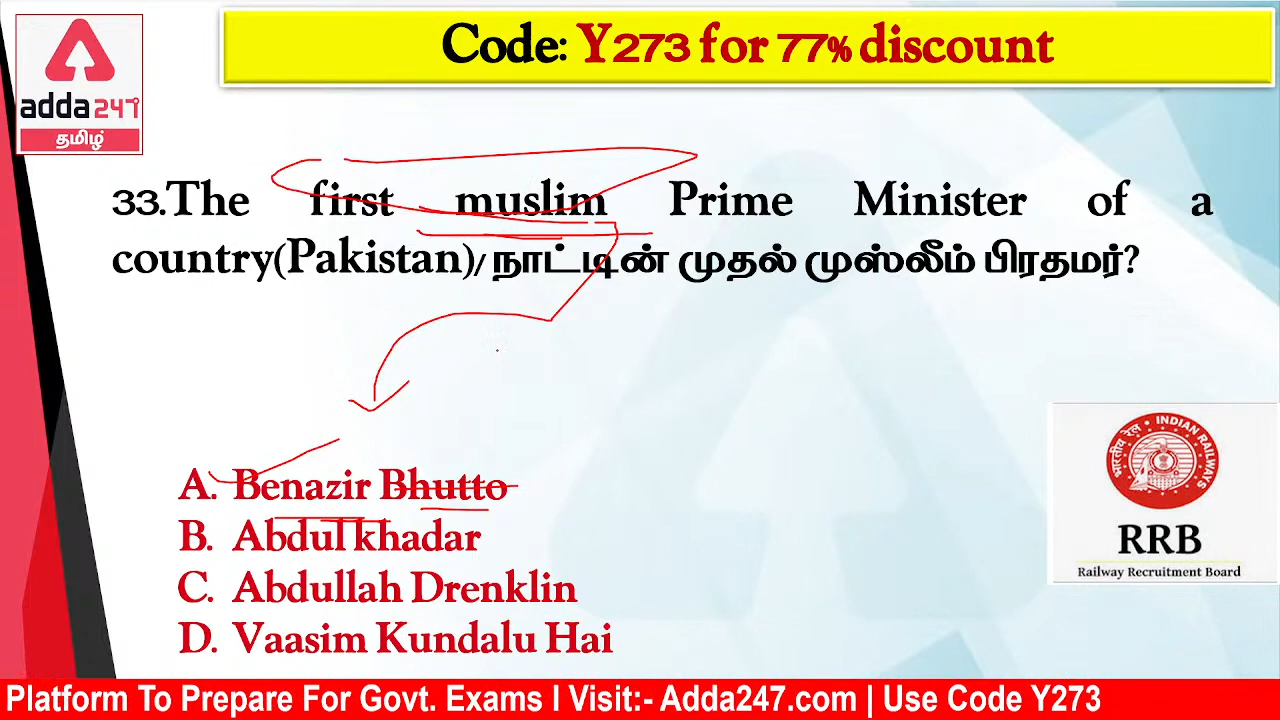 Code: Y273 for 77% discount
adda247
தமிழ்
33.The first muslim Prime Minister of a
country(Pakistan)/ நாட்டின் முதல் முஸ்லீம் பிரதமர்?
A. Benazir Bhutto
B. Abdul khadar
C. Abdullah Drenklin
D. Vaasim Kundalu Hai
भारतीय रेल INDIAN RAILWAYS
RRB
Railway Recruitment Board
Platform To Prepare For Govt. Exams I Visit:- Adda247.com | Use Code Y273